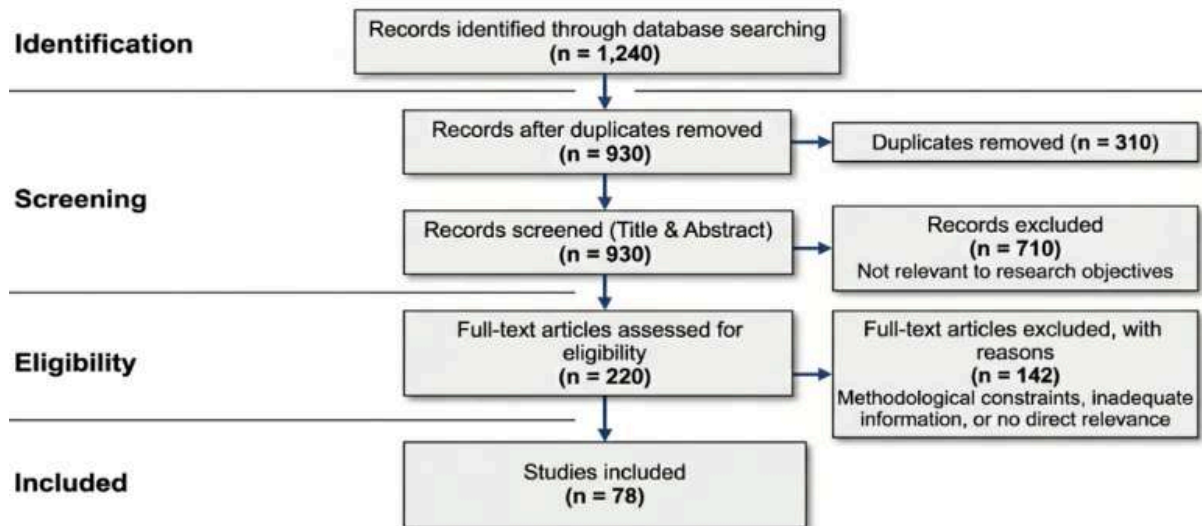 Identification
Records identified through database searching
(n = 1,240)
Screening
Records after duplicates removed
(n = 930)
Duplicates removed (n = 310)
Records screened (Title & Abstract)
(n = 930)
Records excluded
(n = 710)
Not relevant to research objectives
Eligibility
Full-text articles assessed for
eligibility
(n = 220)
Full-text articles excluded, with
reasons
(n = 142)
Methodological constraints, inadequate
information, or no direct relevance
Included
Studies included
(n = 78)